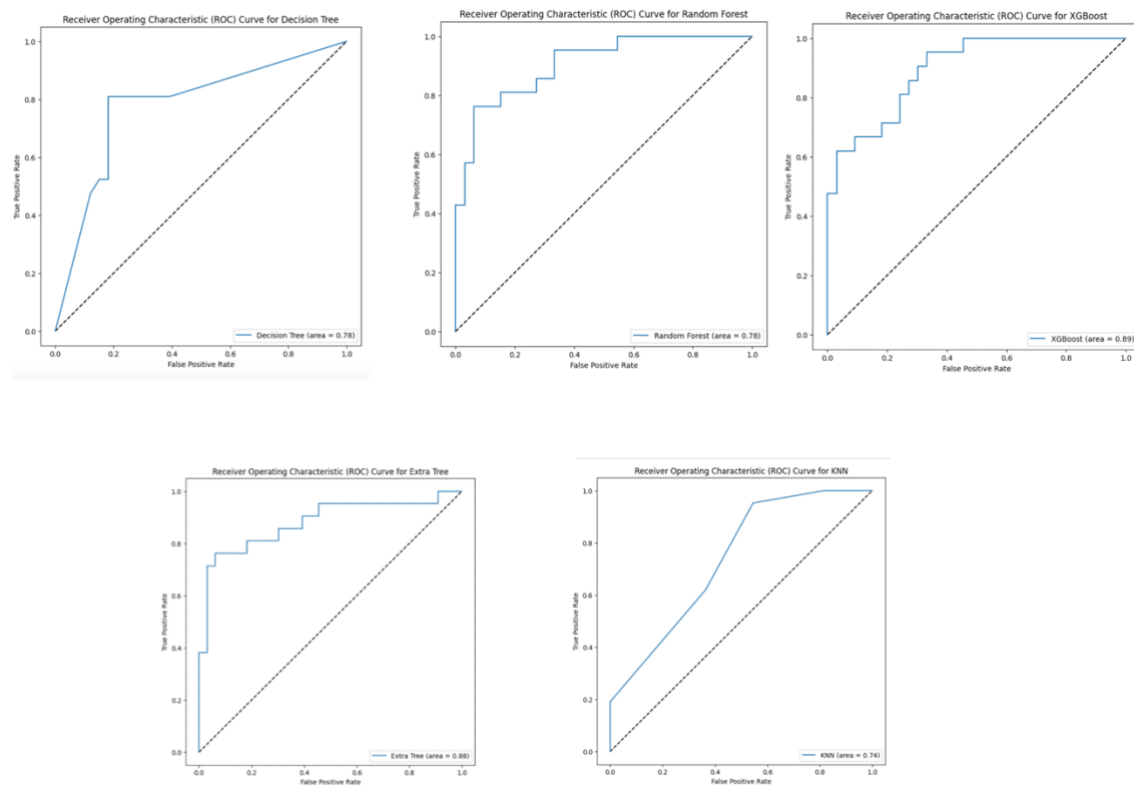 Receiver Operating Characteristic (ROC) Curve for Decision Tree
True Positive Rate
1.0
0.8
0.6
0.4
0.2
0.0
0.0 0.2 0.4 0.6 0.8 1.0
False Positive Rate
Decision Tree (area = 0.78)
Receiver Operating Characteristic (ROC) Curve for Random Forest
True Positive Rate
1.0
0.8
0.6
0.4
0.2
0.0
0.0 0.2 0.4 0.6 0.8 1.0
False Positive Rate
Random Forest (area = 0.78)
Receiver Operating Characteristic (ROC) Curve for XGBoost
True Positive Rate
1.0
0.8
0.6
0.4
0.2
0.0
0.0 0.2 0.4 0.6 0.8 1.0
False Positive Rate
XGBoost (area = 0.89)
Receiver Operating Characteristic (ROC) Curve for Extra Tree
True Positive Rate
1.0
0.8
0.6
0.4
0.2
0.0
0.0 0.2 0.4 0.6 0.8 1.0
False Positive Rate
Extra Tree (area = 0.88)
Receiver Operating Characteristic (ROC) Curve for KNN
True Positive Rate
1.0
0.8
0.6
0.4
0.2
0.0
0.0 0.2 0.4 0.6 0.8 1.0
False Positive Rate
KNN (area = 0.74)